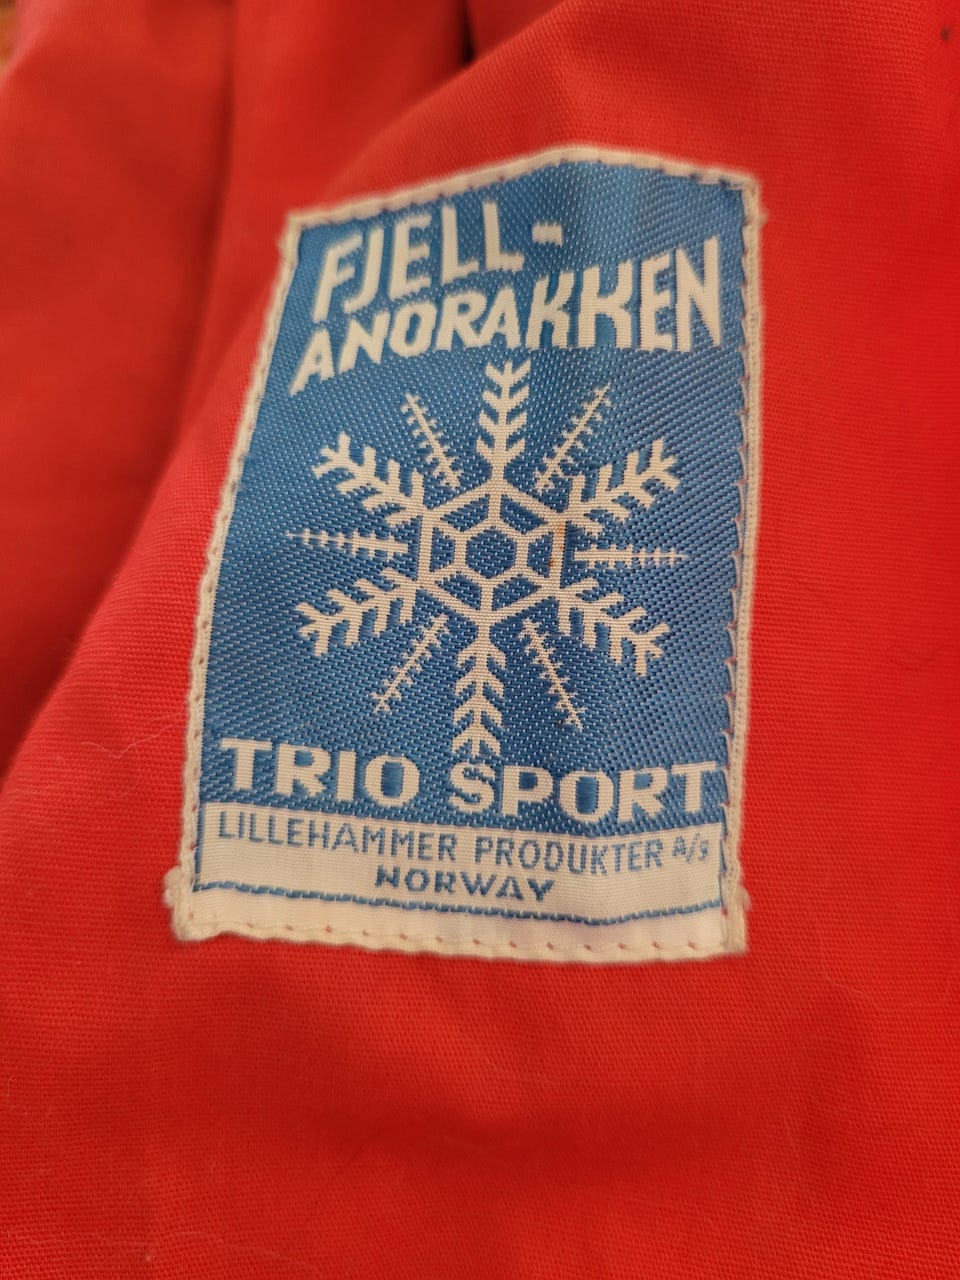 FJELL-
ANORAKKEN
TRIO SPORT
LILLEHAMMER PRODUKTER A/S
NORWAY